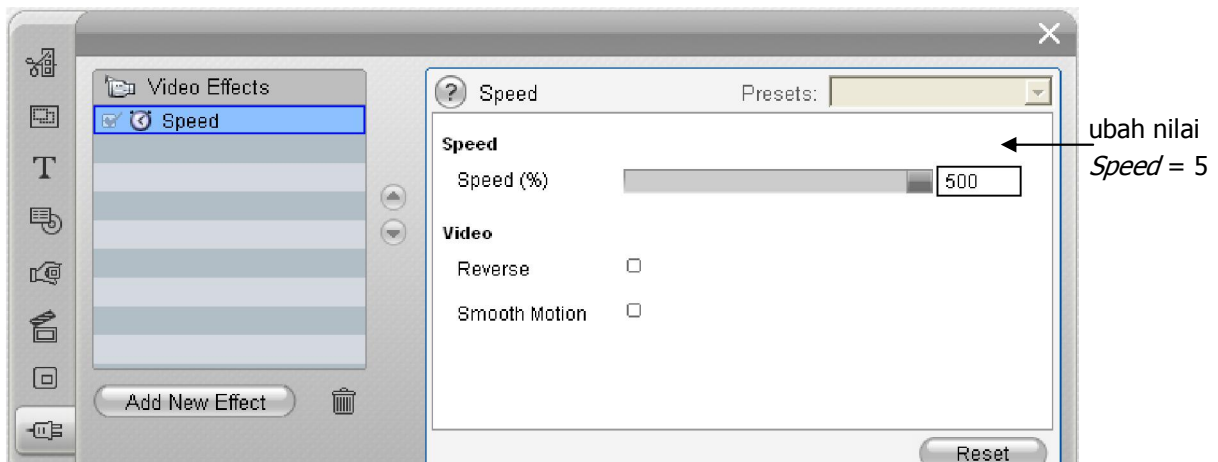 Video Effects
Speed
Speed
Presets:
Speed
Speed (%)
500
Video
Reverse
Smooth Motion
Add New Effect
Reset
ubah nilai
Speed = 5